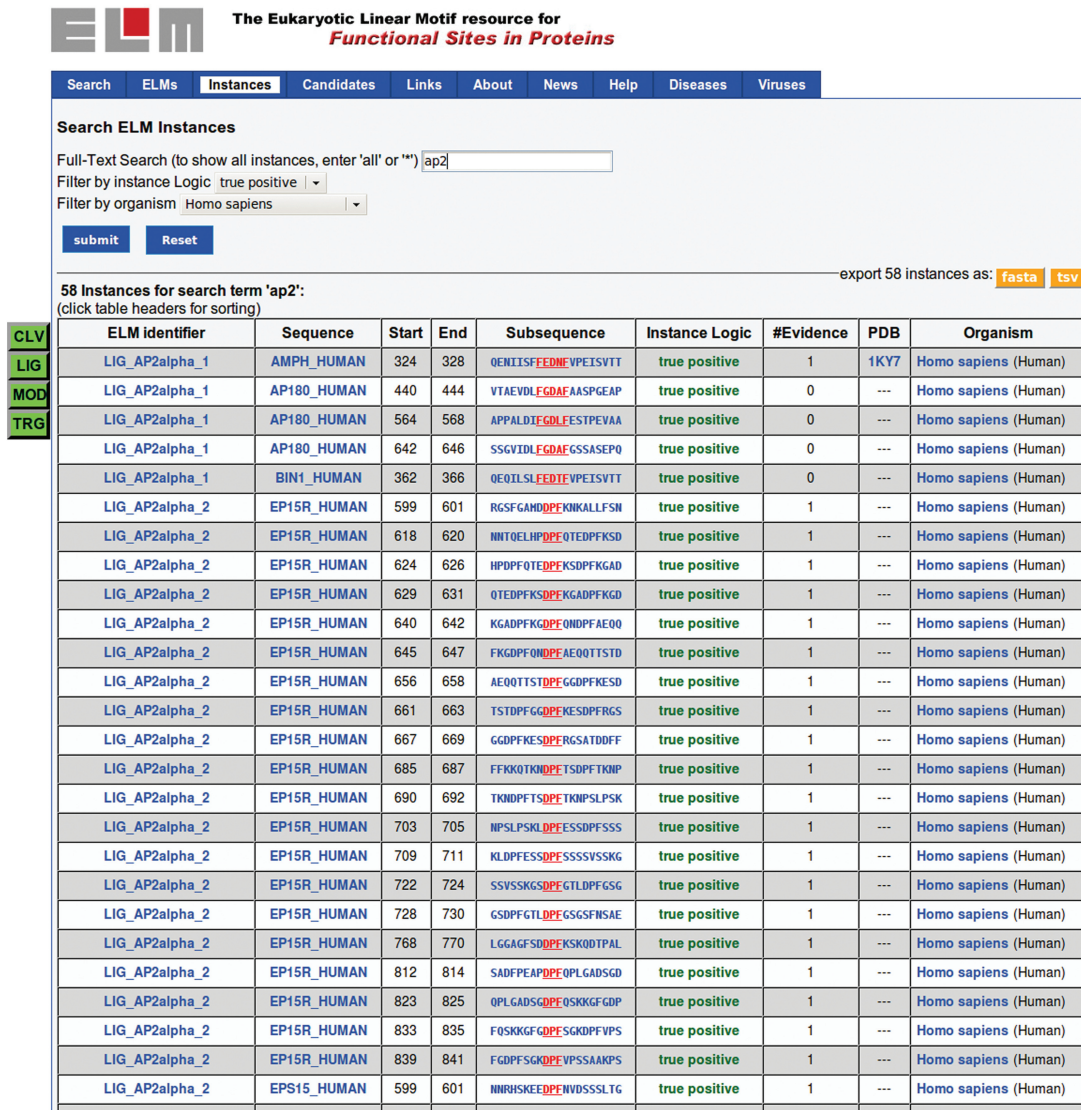 ELM The Eukaryotic Linear Motif resource for
Functional Sites in Proteins
Search ELMs Instances Candidates Links About News Help Diseases Viruses
Search ELM Instances
Full-Text Search (to show all instances, enter 'all' or '*') ap2
Filter by instance Logic true positive
Filter by organism Homo sapiens
submit Reset
export 58 instances as: fasta tsv
58 Instances for search term 'ap2':
(click table headers for sorting)
CLV
LIG
MOD
TRG
ELM identifier Sequence Start End Subsequence Instance Logic #Evidence PDB Organism
LIG_AP2alpha_1 AMPH_HUMAN 324 328 QENIISFFEDNFVPEISVTT true positive 1 1KY7 Homo sapiens (Human)
LIG_AP2alpha_1 AP180_HUMAN 440 444 VTAEVDLFGDAFAASPGEAP true positive 0 --- Homo sapiens (Human)
LIG_AP2alpha_1 AP180_HUMAN 564 568 APPALDIFGDLFESTPEVAA true positive 0 --- Homo sapiens (Human)
LIG_AP2alpha_1 AP180_HUMAN 642 646 SSGVIDLFGDAFGSSASEPQ true positive 0 --- Homo sapiens (Human)
LIG_AP2alpha_1 BIN1_HUMAN 362 366 QEQILSLFEDTFVPEISVTT true positive 0 --- Homo sapiens (Human)
LIG_AP2alpha_2 EP15R_HUMAN 599 601 RGSFGAMDDPFKNKALLFSN true positive 1 --- Homo sapiens (Human)
LIG_AP2alpha_2 EP15R_HUMAN 618 620 NNTQELHPDPFQTEDPFKSD true positive 1 --- Homo sapiens (Human)
LIG_AP2alpha_2 EP15R_HUMAN 624 626 HPDPFQTEDPFKSDPFKGAD true positive 1 --- Homo sapiens (Human)
LIG_AP2alpha_2 EP15R_HUMAN 629 631 QTEDPFKSDPFKGADPFKGD true positive 1 --- Homo sapiens (Human)
LIG_AP2alpha_2 EP15R_HUMAN 640 642 KGADPFKGDPFQNDPFAEQQ true positive 1 --- Homo sapiens (Human)
LIG_AP2alpha_2 EP15R_HUMAN 645 647 FKGDPFQNDPFAEQQTTSTD true positive 1 --- Homo sapiens (Human)
LIG_AP2alpha_2 EP15R_HUMAN 656 658 AEQQTTSTDPFGGDPFKESD true positive 1 --- Homo sapiens (Human)
LIG_AP2alpha_2 EP15R_HUMAN 661 663 TSTDPFGGDPFKESDPFRGS true positive 1 --- Homo sapiens (Human)
LIG_AP2alpha_2 EP15R_HUMAN 667 669 GGDPFKESDPFRGSATDDFF true positive 1 --- Homo sapiens (Human)
LIG_AP2alpha_2 EP15R_HUMAN 685 687 FFKKQTKNDPFTSDPFTKNP true positive 1 --- Homo sapiens (Human)
LIG_AP2alpha_2 EP15R_HUMAN 690 692 TKNDPFTSDPFTKNPSLPSK true positive 1 --- Homo sapiens (Human)
LIG_AP2alpha_2 EP15R_HUMAN 703 705 NPSLPSKLDPFESSDPFSSS true positive 1 --- Homo sapiens (Human)
LIG_AP2alpha_2 EP15R_HUMAN 709 711 KLDPFESSDPFSSSSVSSKG true positive 1 --- Homo sapiens (Human)
LIG_AP2alpha_2 EP15R_HUMAN 722 724 SSVSSKGSDPFGTLDPFGSG true positive 1 --- Homo sapiens (Human)
LIG_AP2alpha_2 EP15R_HUMAN 728 730 GSDPFGTLDPFGSGSFNSAE true positive 1 --- Homo sapiens (Human)
LIG_AP2alpha_2 EP15R_HUMAN 768 770 LGGAGFSDDPFKSKQDTPAL true positive 1 --- Homo sapiens (Human)
LIG_AP2alpha_2 EP15R_HUMAN 812 814 SADFPEAPDPFQPLGADSGD true positive 1 --- Homo sapiens (Human)
LIG_AP2alpha_2 EP15R_HUMAN 823 825 QPLGADSGDPFQSKKGFGDP true positive 1 --- Homo sapiens (Human)
LIG_AP2alpha_2 EP15R_HUMAN 833 835 FQSKKGFGDPFSGKDPFVPS true positive 1 --- Homo sapiens (Human)
LIG_AP2alpha_2 EP15R_HUMAN 839 841 FGDPFSGKDPFVPSSAAKPS true positive 1 --- Homo sapiens (Human)
LIG_AP2alpha_2 EPS15_HUMAN 599 601 NNRHSKEEDPFNVDSSSLTG true positive 1 --- Homo sapiens (Human)